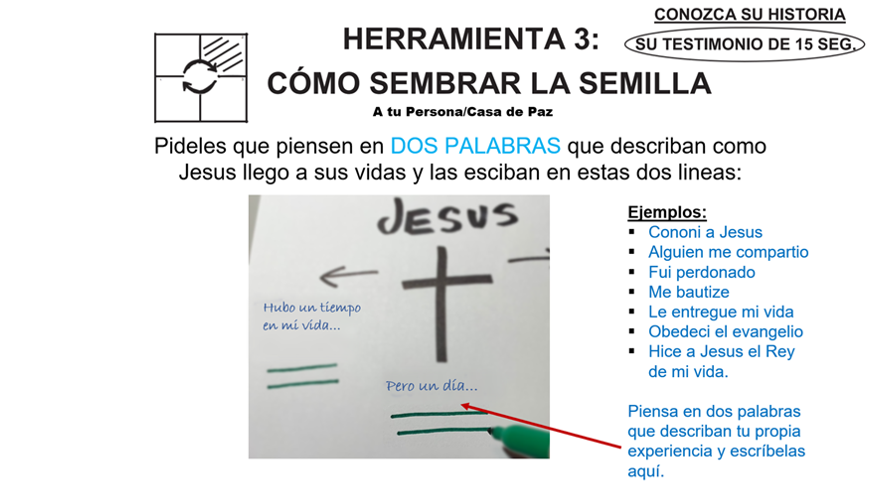 CONOZCA SU HISTORIA
SU TESTIMONIO DE 15 SEG.
HERRAMIENTA 3:
CÓMO SEMBRAR LA SEMILLA
A tu Persona/Casa de Paz
Pideles que piensen en DOS PALABRAS que describan como
Jesus llego a sus vidas y las esciban en estas dos lineas:
JESUS
Hubo un tiempo
en mi vida...
Pero un día...
Ejemplos:
▪ Cononi a Jesus
▪ Alguien me compartio
▪ Fui perdonado
▪ Me bautize
▪ Le entregue mi vida
▪ Obedeci el evangelio
▪ Hice a Jesus el Rey
de mi vida.
Piensa en dos palabras
que describan tu propia
experiencia y escríbelas
aquí.